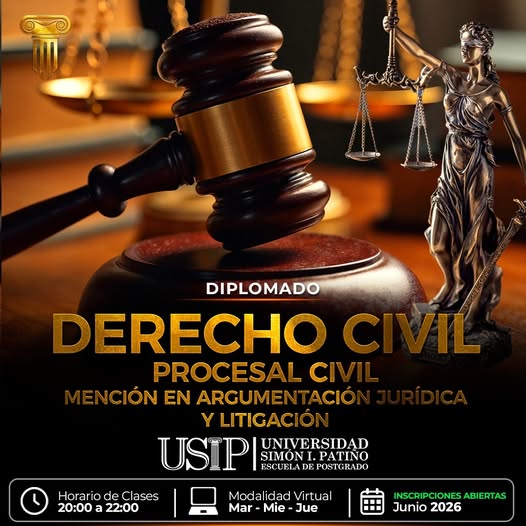 DIPLOMADO
DERECHO CIVIL
PROCESAL CIVIL
MENCIÓN EN ARGUMENTACIÓN JURÍDICA
Y LITIGACIÓN
USIP
UNIVERSIDAD
SIMÓN I. PATIÑO
ESCUELA DE POSTGRADO
Horario de Clases
20:00 a 22:00
Modalidad Virtual
Mar - Mie - Jue
INSCRIPCIONES ABIERTAS
Junio 2026